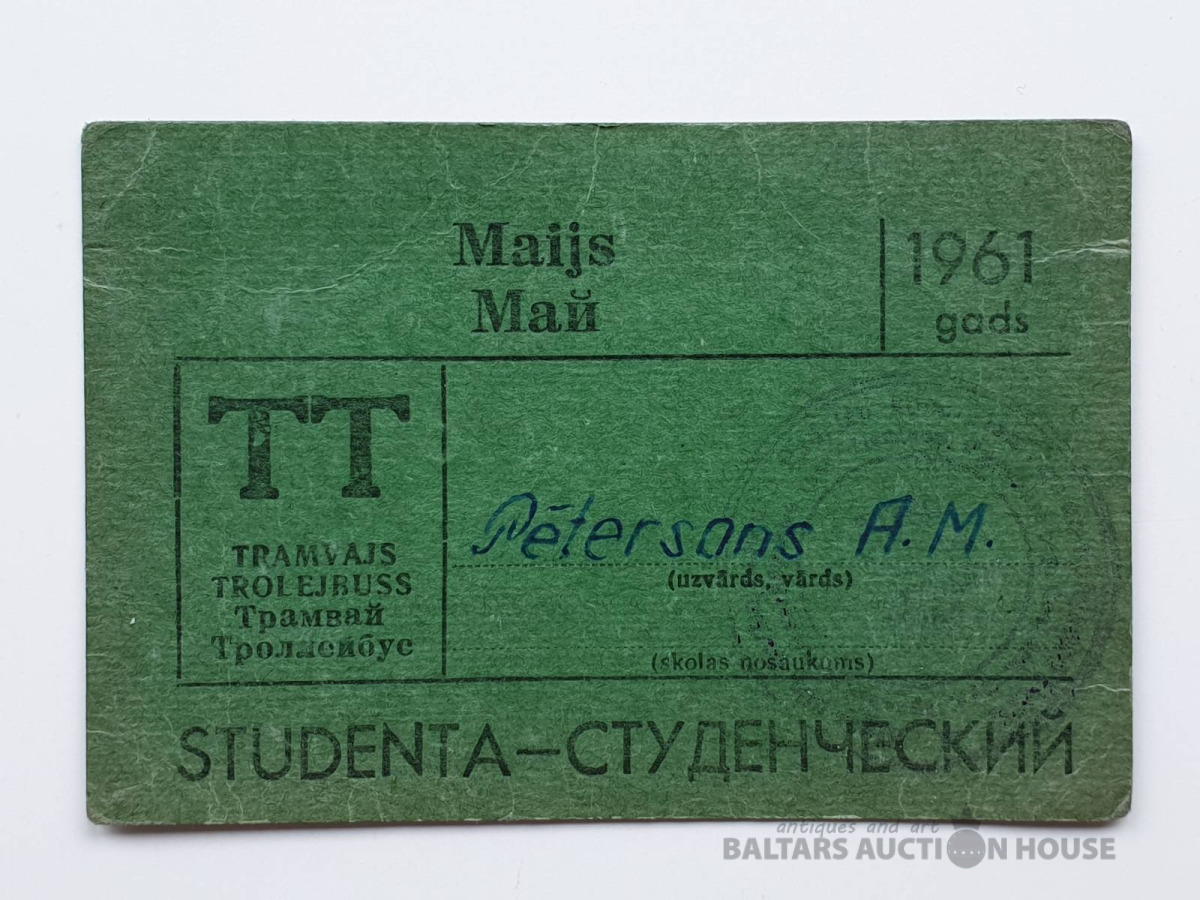 Maijs
Май
1961
gads
TT
TRAMVAJS
TROLEJBUSS
Трамвай
Троллейбус
Pētersons A.M.
(uzvārds, vārds)
(skolas nosaukums)
STUDENTA—СТУДЕНЧЕСКИЙ
antiques and art
BALTARS AUCTION HOUSE